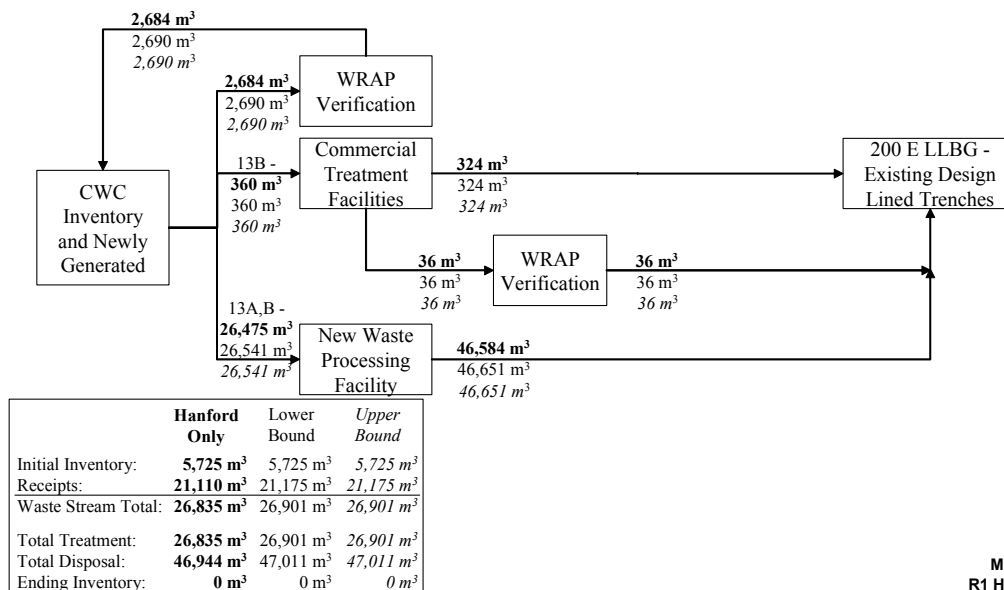 2,684 m³
2,690 m³
2,690 m³
2,684 m³
2,690 m³
2,690 m³
WRAP
Verification
CWC
Inventory
and Newly
Generated
13B -
360 m³
360 m³
360 m³
Commercial
Treatment
Facilities
324 m³
324 m³
324 m³
200 E LLBG -
Existing Design
Lined Trenches
36 m³
36 m³
36 m³
WRAP
Verification
36 m³
36 m³
36 m³
13A,B -
26,475 m³
26,541 m³
26,541 m³
New Waste
Processing
Facility
46,584 m³
46,651 m³
46,651 m³
Hanford Only Lower Bound Upper Bound
Initial Inventory: 5,725 m³ 5,725 m³ 5,725 m³
Receipts: 21,110 m³ 21,175 m³ 21,175 m³
Waste Stream Total: 26,835 m³ 26,901 m³ 26,901 m³
Total Treatment: 26,835 m³ 26,901 m³ 26,901 m³
Total Disposal: 46,944 m³ 47,011 m³ 47,011 m³
Ending Inventory: 0 m³ 0 m³ 0 m³
M
R1 H